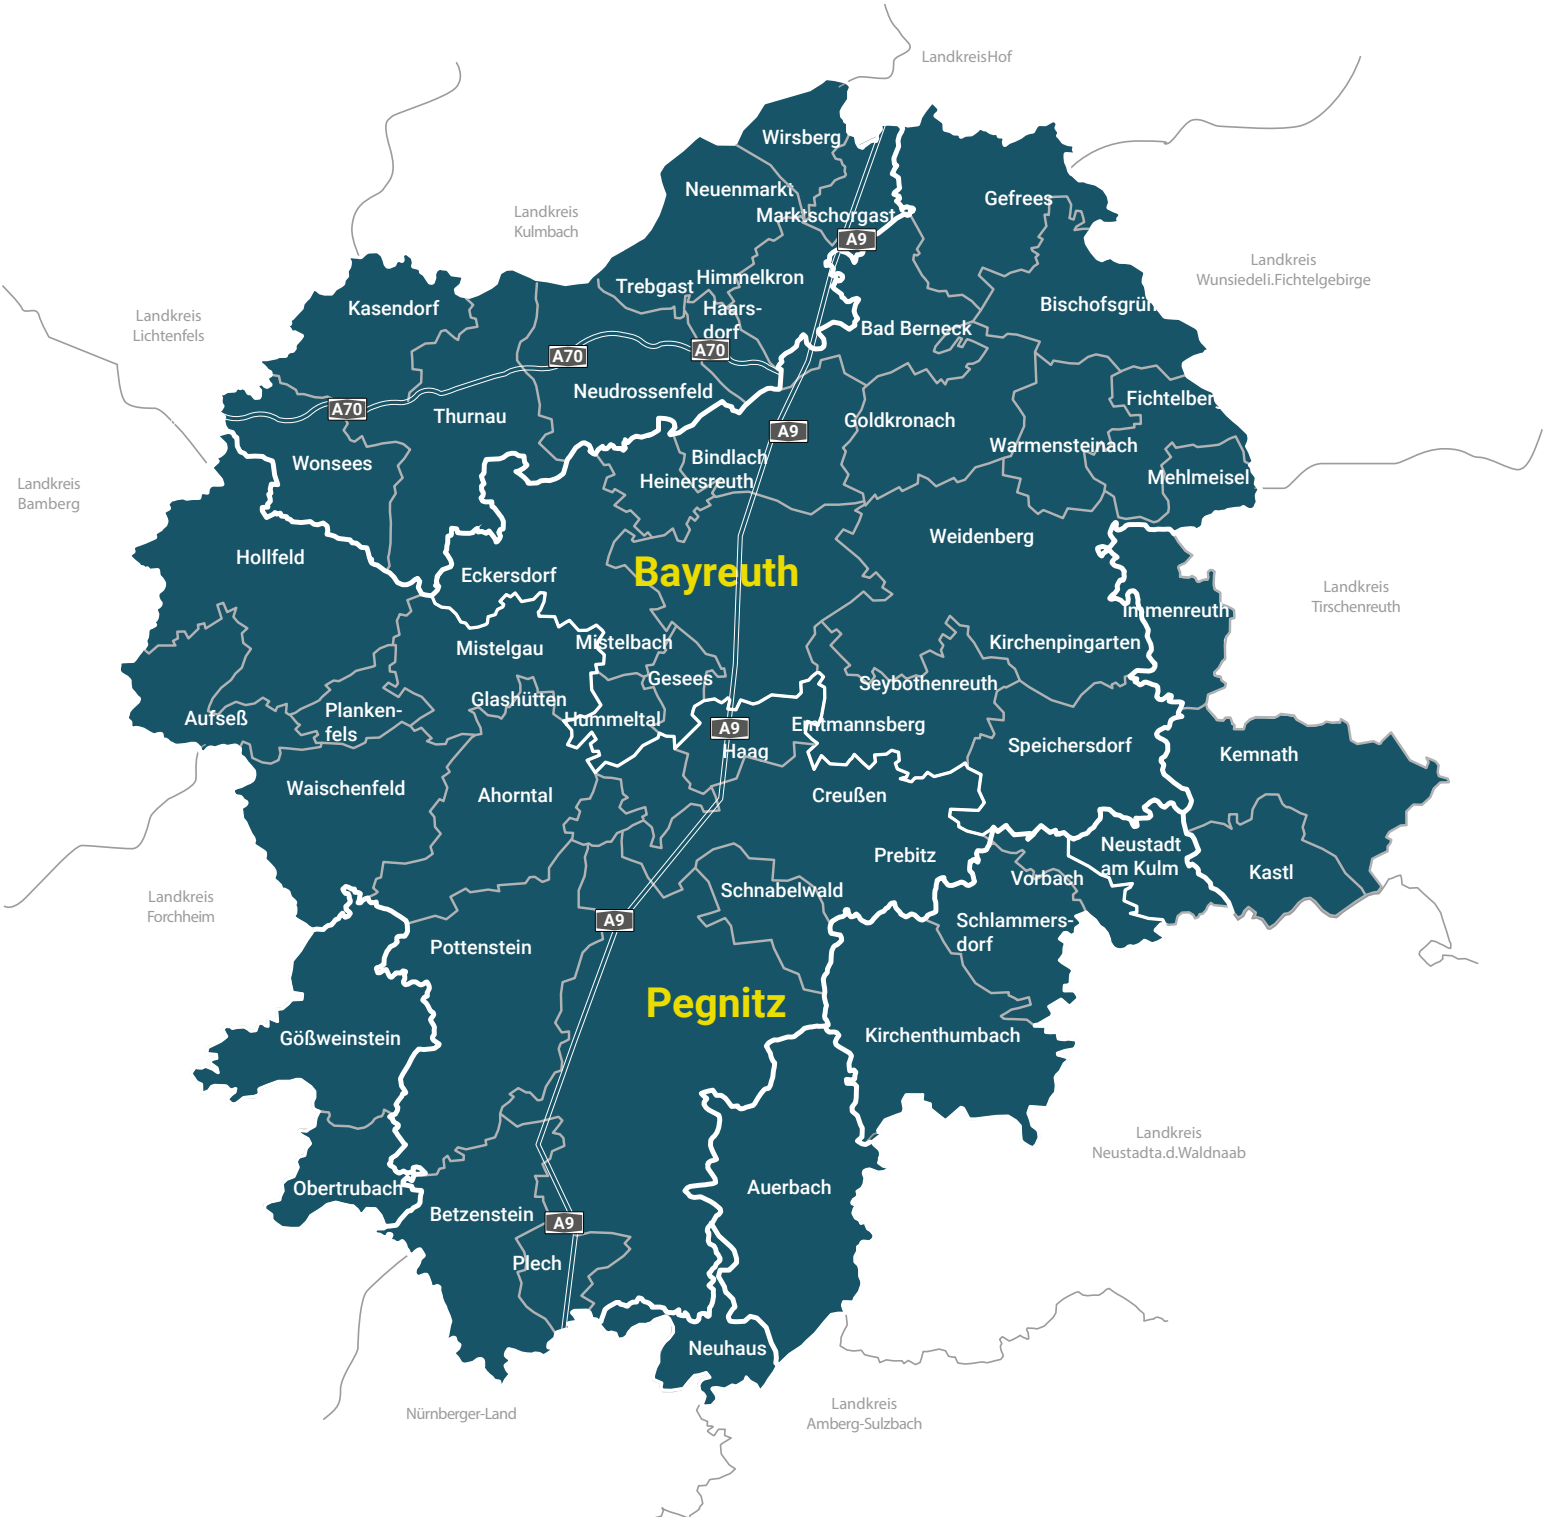 LandkreisHof
Wirsberg
Neuenmarkt
Gefrees
Marktschorgast
Landkreis
Kulmbach
A9
Landkreis
Wunsiedeli.Fichtelgebirge
Trebgast
Himmelkron
Kasendorf
Haars-
dorf
Bischofsgrün
Landkreis
Lichtenfels
Bad Berneck
A70
A70
Neudrossenfeld
Fichtelberg
A70
Thurnau
A9
Goldkronach
Warmensteinach
Wonsees
Bindlach
Heinersreuth
Mehlmeisel
Landkreis
Bamberg
Weidenberg
Hollfeld
Eckersdorf
Bayreuth
Landkreis
Tirschenreuth
Immenreuth
Mistelgau
Mistelbach
Kirchenpingarten
Gesees
Seybothenreuth
Glashütten
Aufseß
Planken-
fels
Hummeltal
A9
Emtmannsberg
Haag
Speichersdorf
Kemnath
Waischenfeld
Ahorntal
Creußen
Prebitz
Neustadt
am Kulm
Kastl
Vorbach
Schnabelwald
Landkreis
Forchheim
A9
Schlammers-
dorf
Pottenstein
Pegnitz
Gößweinstein
Kirchenthumbach
Landkreis
Neustadta.d.Waldnaab
Obertrubach
Auerbach
Betzenstein
A9
Plech
Neuhaus
Nürnberger-Land
Landkreis
Amberg-Sulzbach